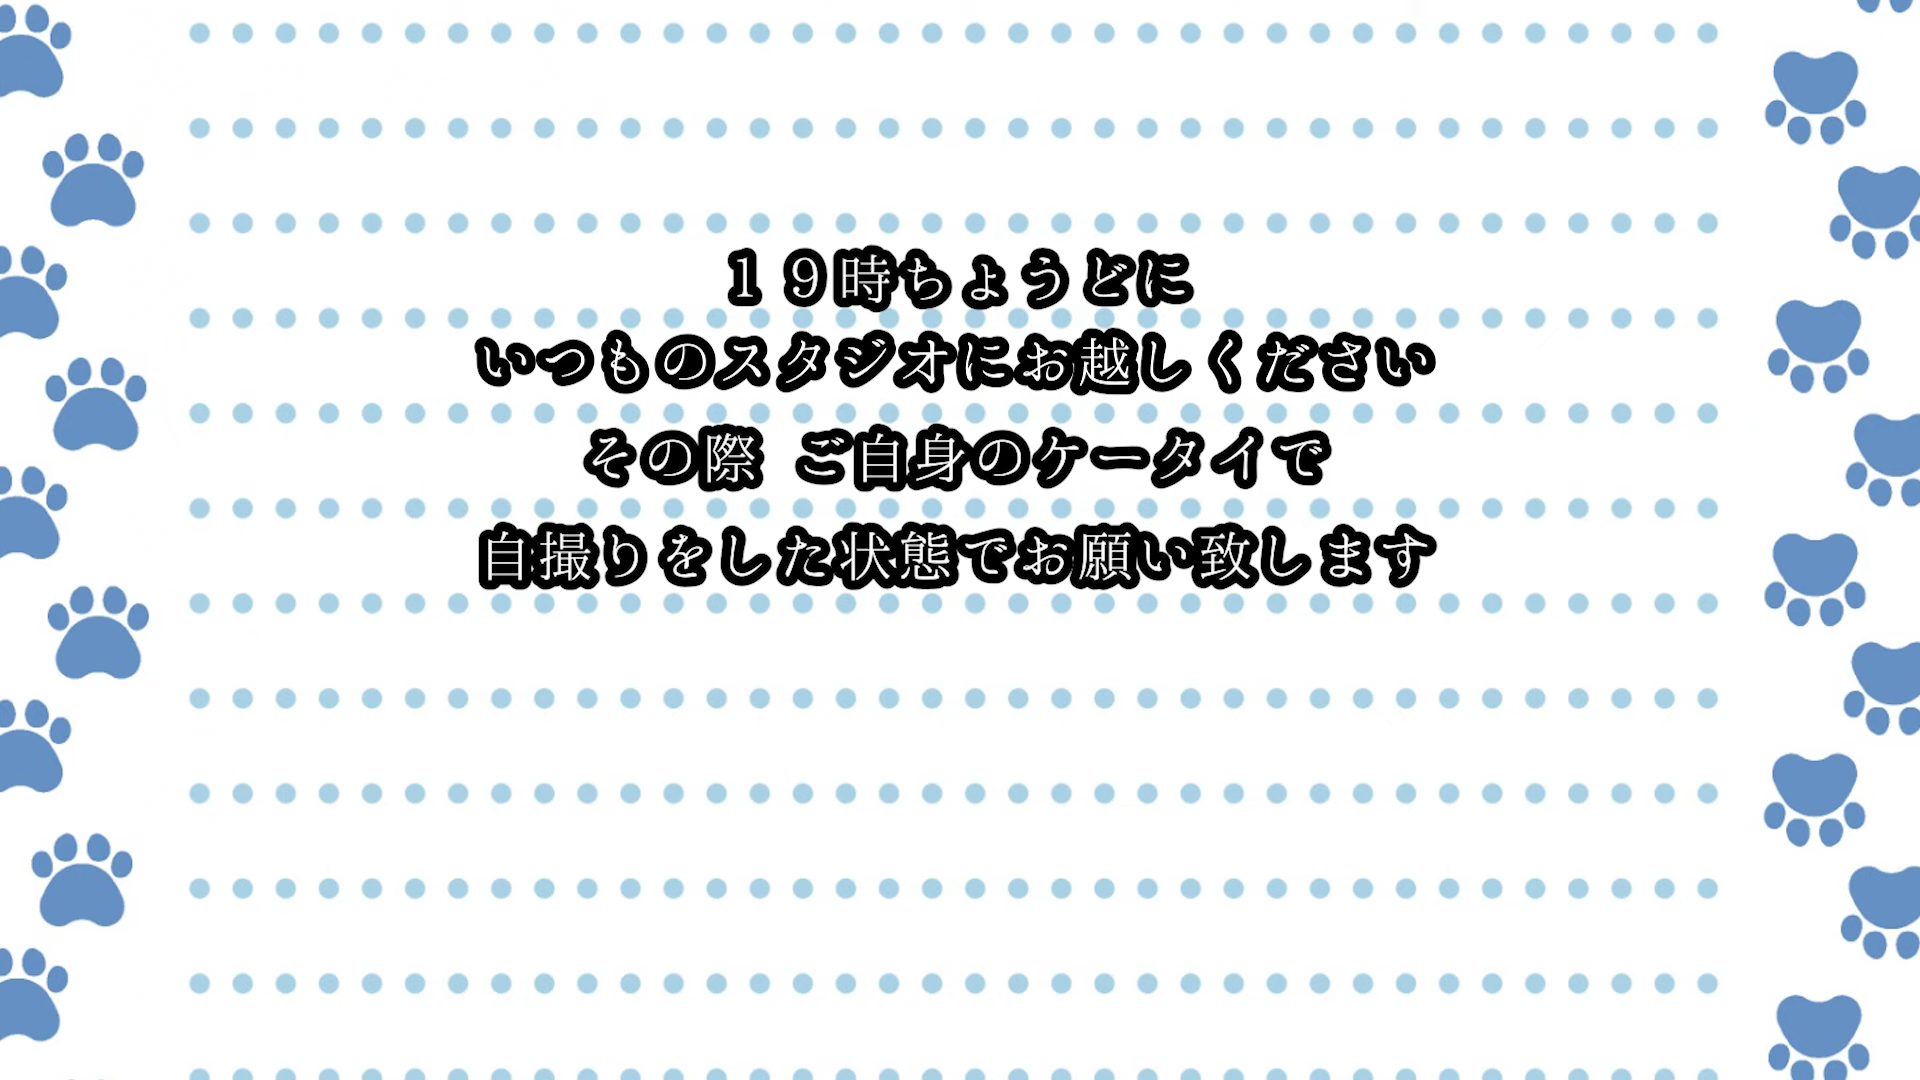 １９時ちょうどに
いつものスタジオにお越しください
その際 ご自身のケータイで
自撮りをした状態でお願い致します